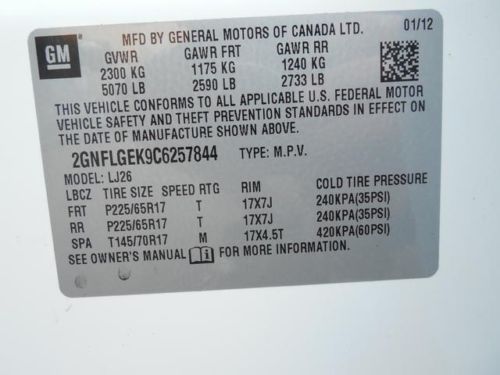 GM
MFD BY GENERAL MOTORS OF CANADA LTD. 01/12
GVWR GAWR FRT GAWR RR
2300 KG 1175 KG 1240 KG
5070 LB 2590 LB 2733 LB
THIS VEHICLE CONFORMS TO ALL APPLICABLE U.S. FEDERAL MOTOR
VEHICLE SAFETY AND THEFT PREVENTION STANDARDS IN EFFECT ON
THE DATE OF MANUFACTURE SHOWN ABOVE.
2GNFLGEK9C6257844 TYPE: M.P.V.
MODEL: LJ26
LBCZ TIRE SIZE SPEED RTG RIM COLD TIRE PRESSURE
FRT P225/65R17 T 17X7J 240KPA(35PSI)
RR P225/65R17 T 17X7J 240KPA(35PSI)
SPA T145/70R17 M 17X4.5T 420KPA(60PSI)
SEE OWNER'S MANUAL FOR MORE INFORMATION.